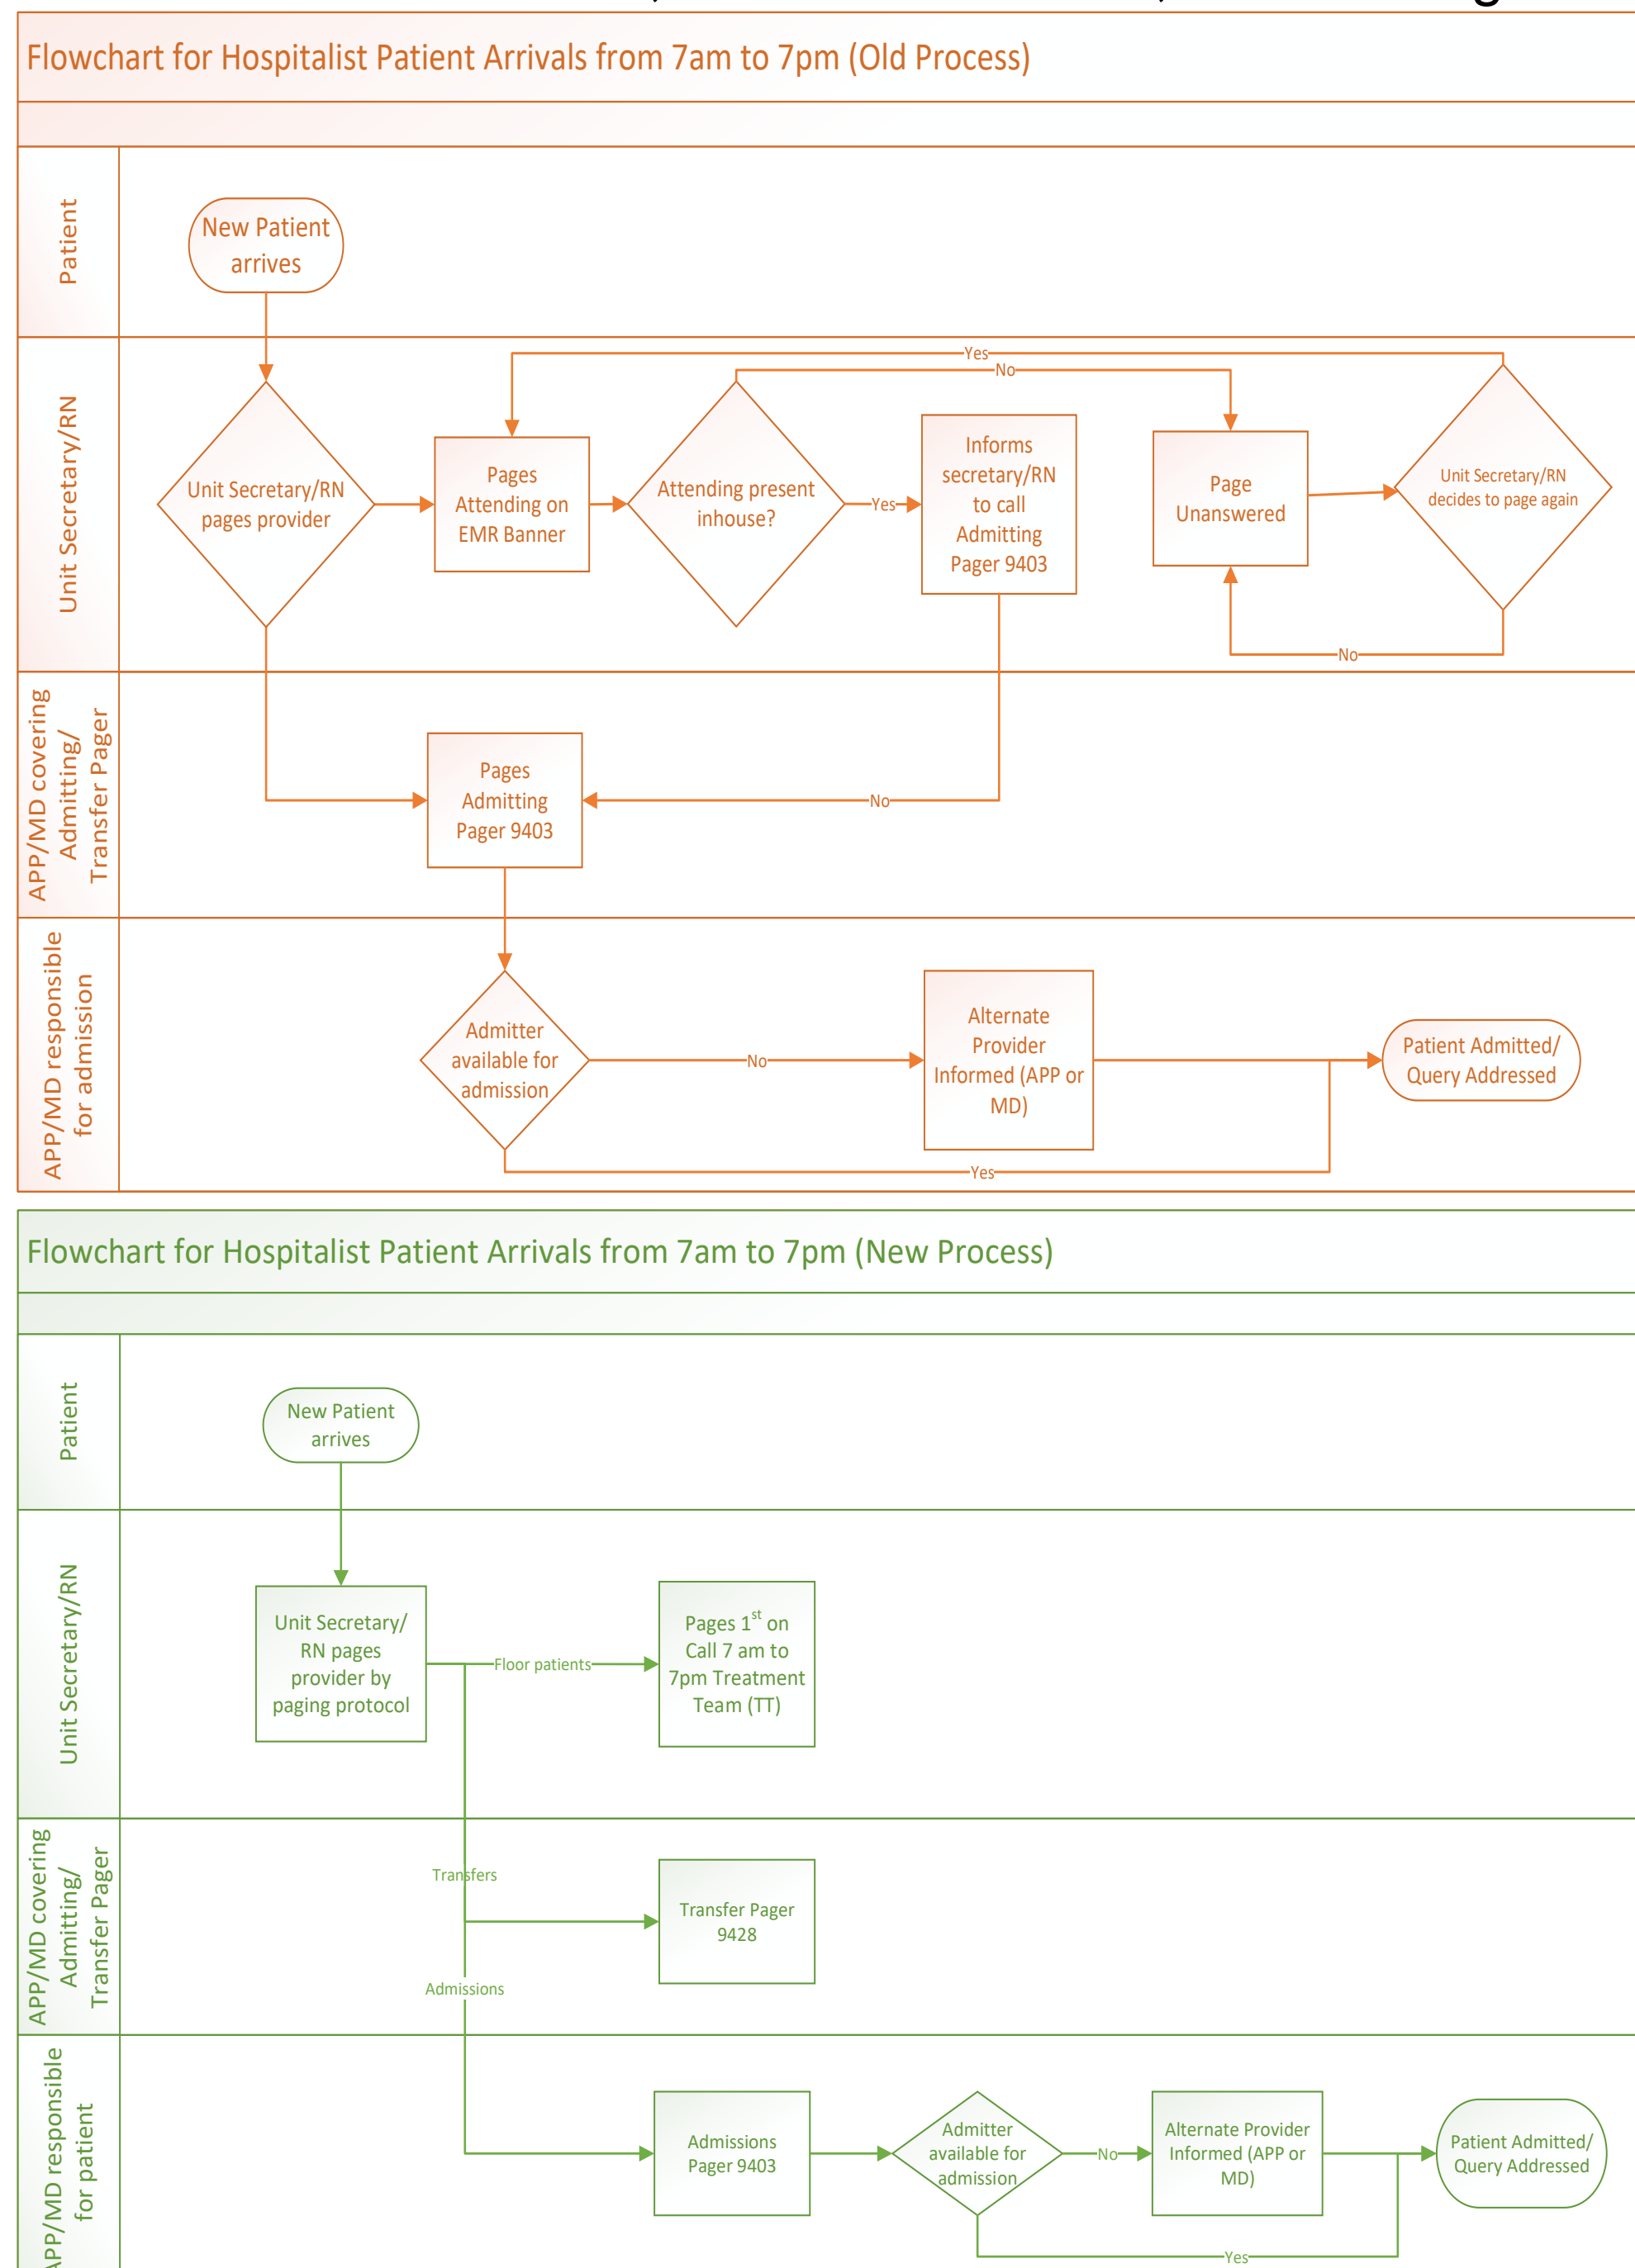 Flowchart for Hospitalist Patient Arrivals from 7am to 7pm (Old Process)
Patient
New Patient
arrives
Unit Secretary/RN
Unit Secretary/RN
pages provider
Pages
Attending on
EMR Banner
Attending present
inhouse?
Yes
Informs
secretary/RN
to call
Admitting
Pager 9403
Yes
No
Page
Unanswered
Unit Secretary/RN
decides to page again
No
APP/MD covering
Admitting/
Transfer Pager
Pages
Admitting
Pager 9403
No
APP/MD responsible
for admission
Admitter
available for
admission
No
Alternate
Provider
Informed (APP or
MD)
Patient Admitted/
Query Addressed
Yes
Flowchart for Hospitalist Patient Arrivals from 7am to 7pm (New Process)
Patient
New Patient
arrives
Unit Secretary/RN
Unit Secretary/
RN pages
provider by
paging protocol
Floor patients
Pages 1st on
Call 7 am to
7pm Treatment
Team (TT)
APP/MD covering
Admitting/
Transfer Pager
Transfers
Transfer Pager
9428
Admissions
APP/MD responsible
for patient
Admissions
Pager 9403
Admitter
available for
admission
No
Alternate Provider
Informed (APP or
MD)
Patient Admitted/
Query Addressed
Yes